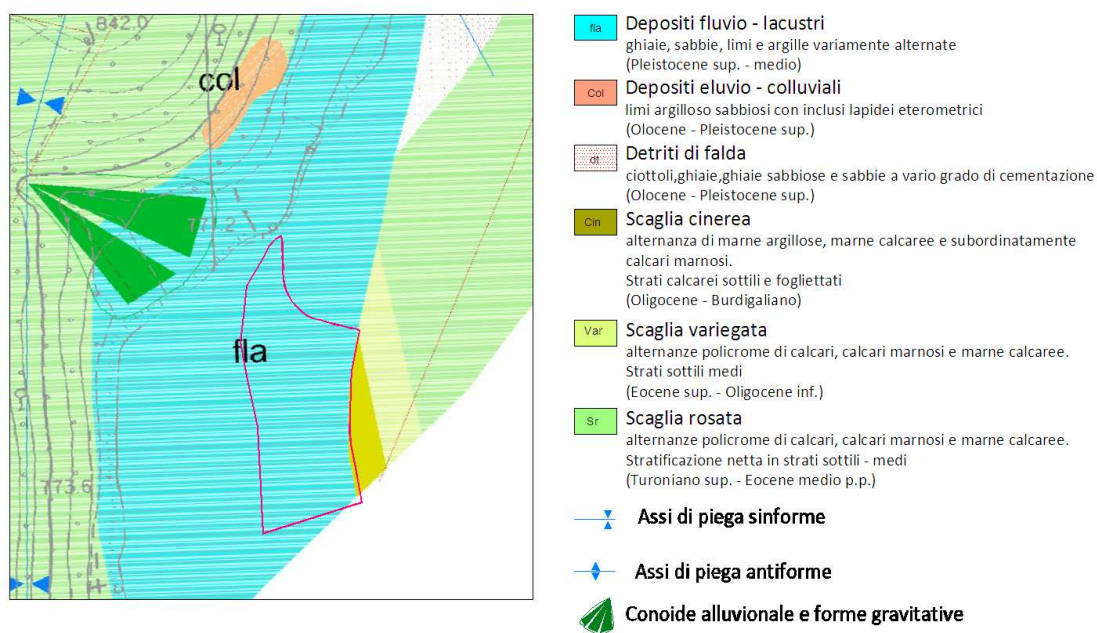 842.0
col
771.2
fla
773.6
fla Depositi fluvio - lacustri
ghiaie, sabbie, limi e argille variamente alternate
(Pleistocene sup. - medio)
Col Depositi eluvio - colluviali
limi argilloso sabbiosi con inclusi lapidei eterometrici
(Olocene - Pleistocene sup.)
dt Detriti di falda
ciottoli,ghiaie,ghiaie sabbiose e sabbie a vario grado di cementazione
(Olocene - Pleistocene sup.)
Cin Scaglia cinerea
alternanza di marne argillose, marne calcaree e subordinatamente
calcari marnosi.
Strati calcarei sottili e fogliettati
(Oligocene - Burdigaliano)
Var Scaglia variegata
alternanze policrome di calcari, calcari marnosi e marne calcaree.
Strati sottili medi
(Eocene sup. - Oligocene inf.)
Sr Scaglia rosata
alternanze policrome di calcari, calcari marnosi e marne calcaree.
Stratificazione netta in strati sottili - medi
(Turoniano sup. - Eocene medio p.p.)
Assi di piega sinforme
Assi di piega antiforme
Conoide alluvionale e forme gravitative